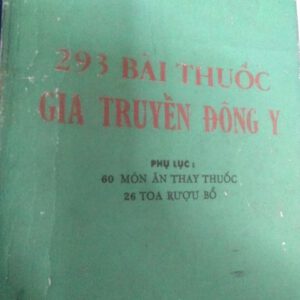 293 BÀI THUỐC
GIA TRUYỀN ĐÔNG Y
PHỤ LỤC :
60 MÓN ĂN THAY THUỐC
26 TOA RƯỢU BỔ